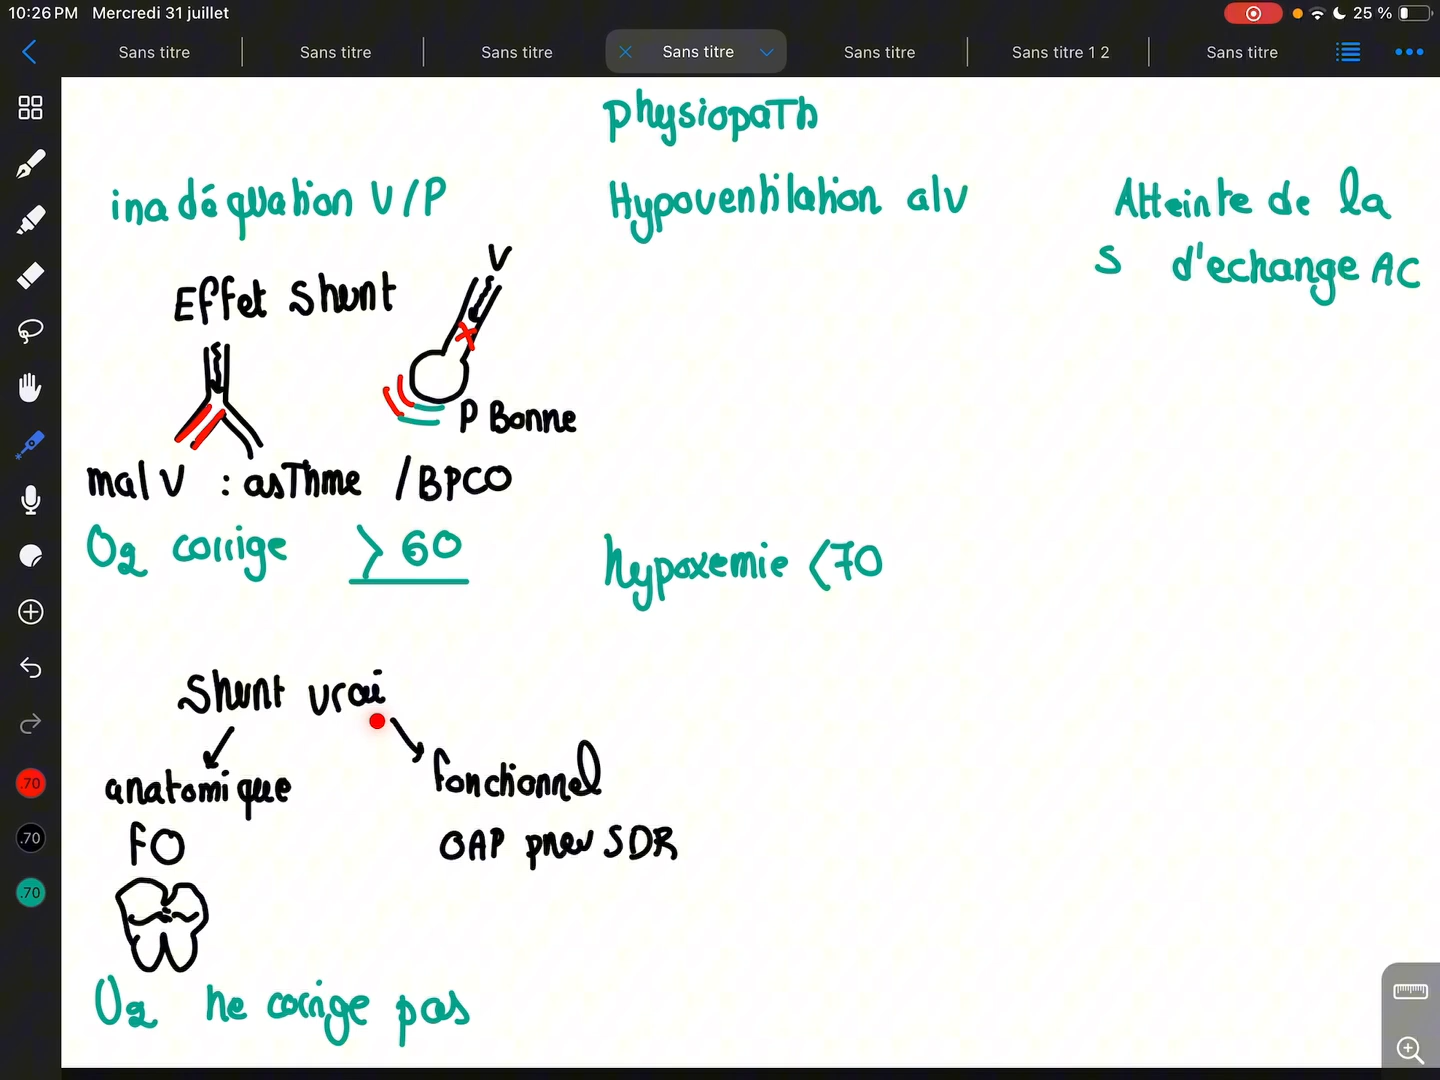 10:26 PM Mercredi 31 juillet
25 %
Sans titre
Sans titre
Sans titre
Sans titre
Sans titre
Sans titre 1 2
Sans titre
physiopath
inadéquation V/P
Hypoventilation alv
Atteinte de la
S d'echange AC
Effet Shunt
V
P Bonne
mal V : asthme / BPCO
O2 corrige > 60
hypoxemie <70
Shunt vrai
anatomique
fonctionnel
FO
OAP pneu SDR
O2 ne corrige pas
.70
.70
.70